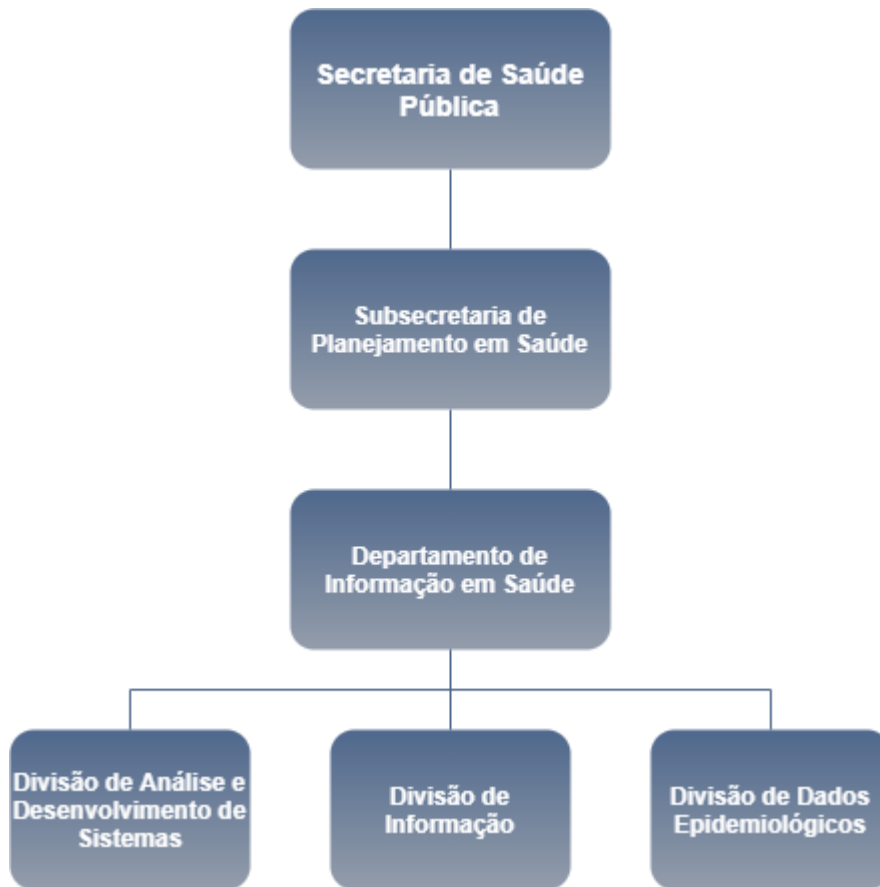 Secretaria de Saúde
Pública
Subsecretaria de
Planejamento em Saúde
Departamento de
Informação em Saúde
Divisão de Análise e
Desenvolvimento de
Sistemas
Divisão de
Informação
Divisão de Dados
Epidemiológicos